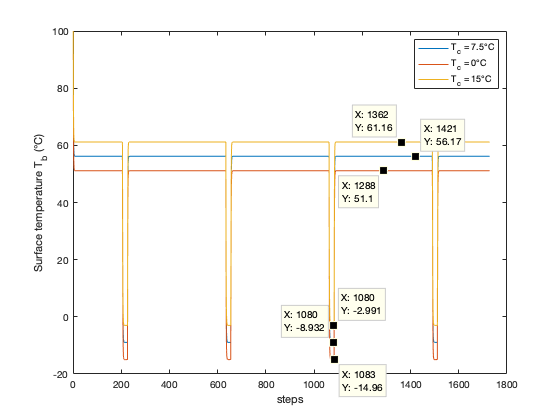 100
80
60
40
20
0
-20
Surface temperature T_b (°C)
T_c = 7.5°C
T_c = 0°C
T_c = 15°C
X: 1362
Y: 61.16
X: 1421
Y: 56.17
X: 1288
Y: 51.1
X: 1080
Y: -2.991
X: 1080
Y: -8.932
X: 1083
Y: -14.96
0 200 400 600 800 1000 1200 1400 1600 1800
steps